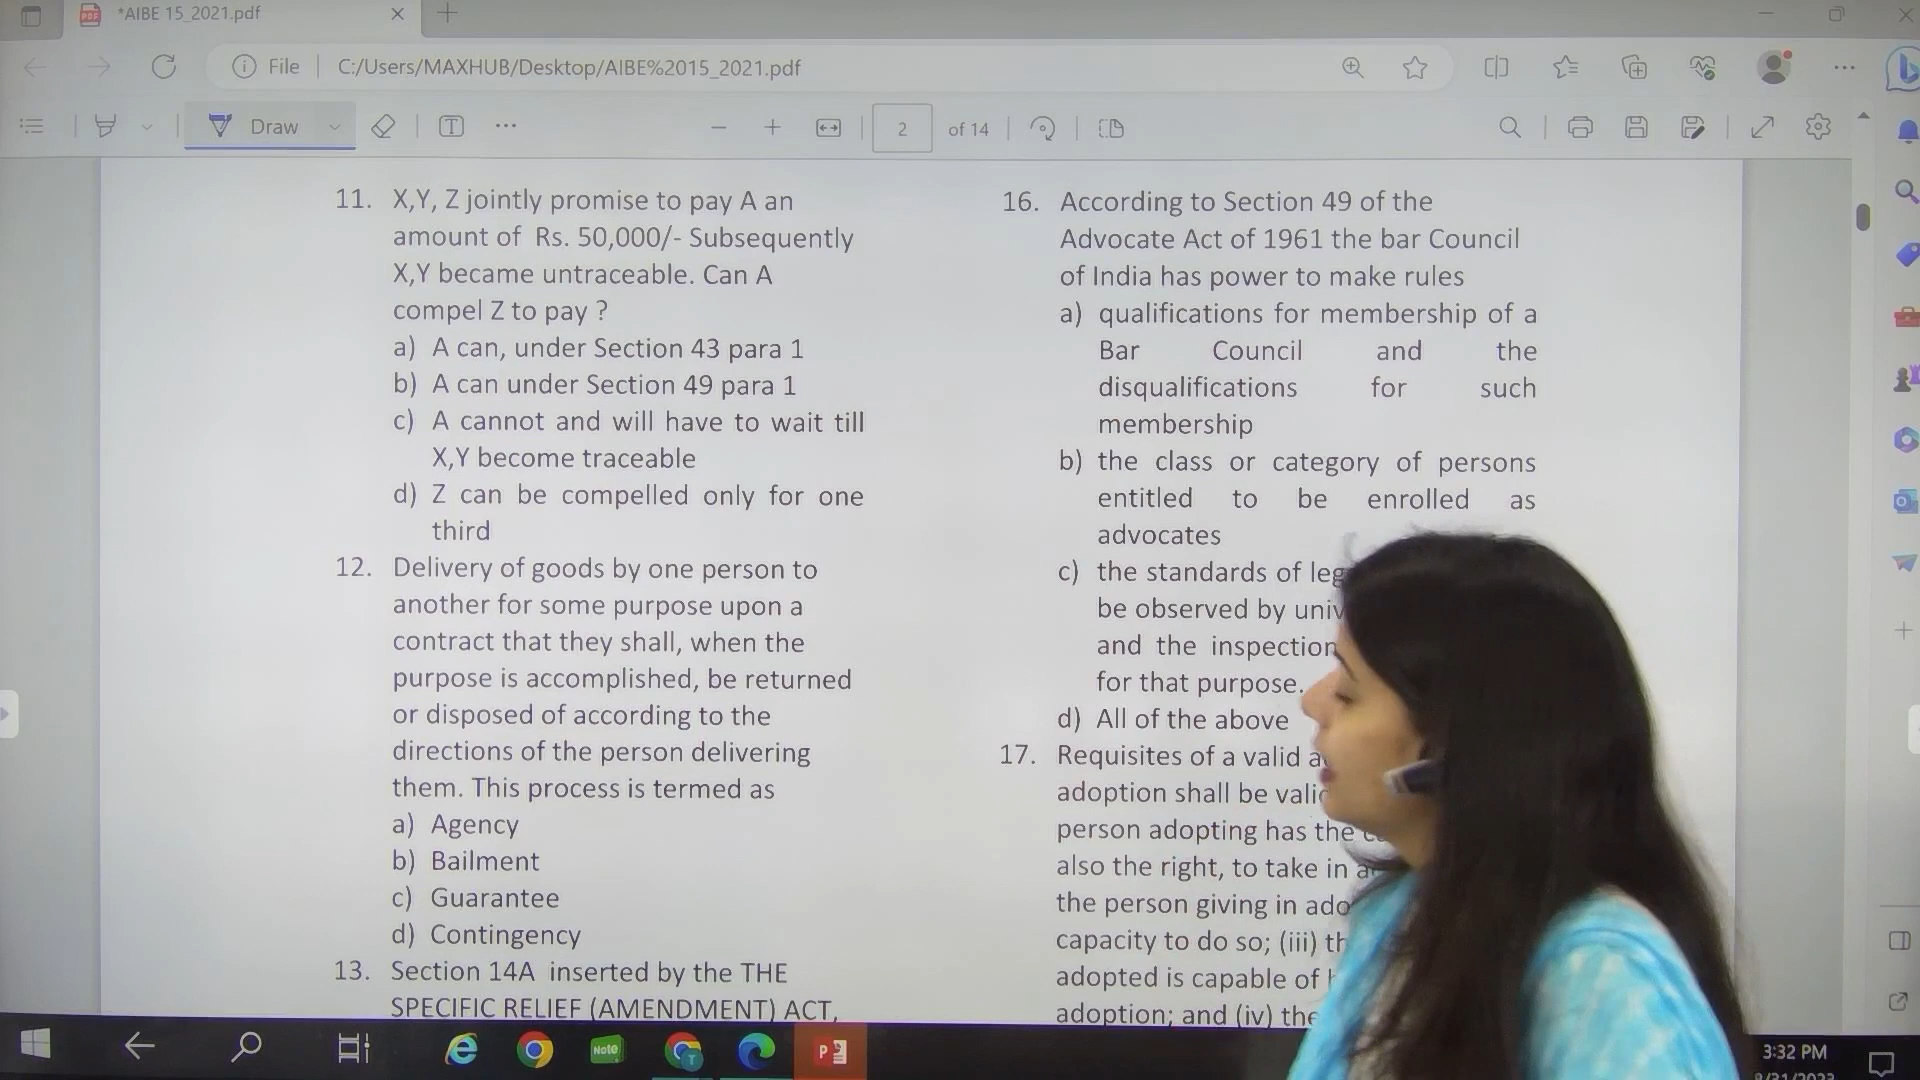 *AIBE 15_2021.pdf
File
C:/Users/MAXHUB/Desktop/AIBE%2015_2021.pdf
Draw
2 of 14
11. X,Y, Z jointly promise to pay A an
amount of Rs. 50,000/- Subsequently
X,Y became untraceable. Can A
compel Z to pay ?
a) A can, under Section 43 para 1
b) A can under Section 49 para 1
c) A cannot and will have to wait till
X,Y become traceable
d) Z can be compelled only for one
third
12. Delivery of goods by one person to
another for some purpose upon a
contract that they shall, when the
purpose is accomplished, be returned
or disposed of according to the
directions of the person delivering
them. This process is termed as
a) Agency
b) Bailment
c) Guarantee
d) Contingency
13. Section 14A inserted by the THE
SPECIFIC RELIEF (AMENDMENT) ACT,
16. According to Section 49 of the
Advocate Act of 1961 the bar Council
of India has power to make rules
a) qualifications for membership of a
Bar Council and the
disqualifications for such
membership
b) the class or category of persons
entitled to be enrolled as
advocates
c) the standards of
be observed by
and the inspection
for that purpose.
d) All of the above
17. Requisites of a valid
adoption shall be
person adopting has the
also the right, to take in
the person giving in
capacity to do so; (iii)
adopted is capable of
adoption; and (iv) the
Note
3:32 PM